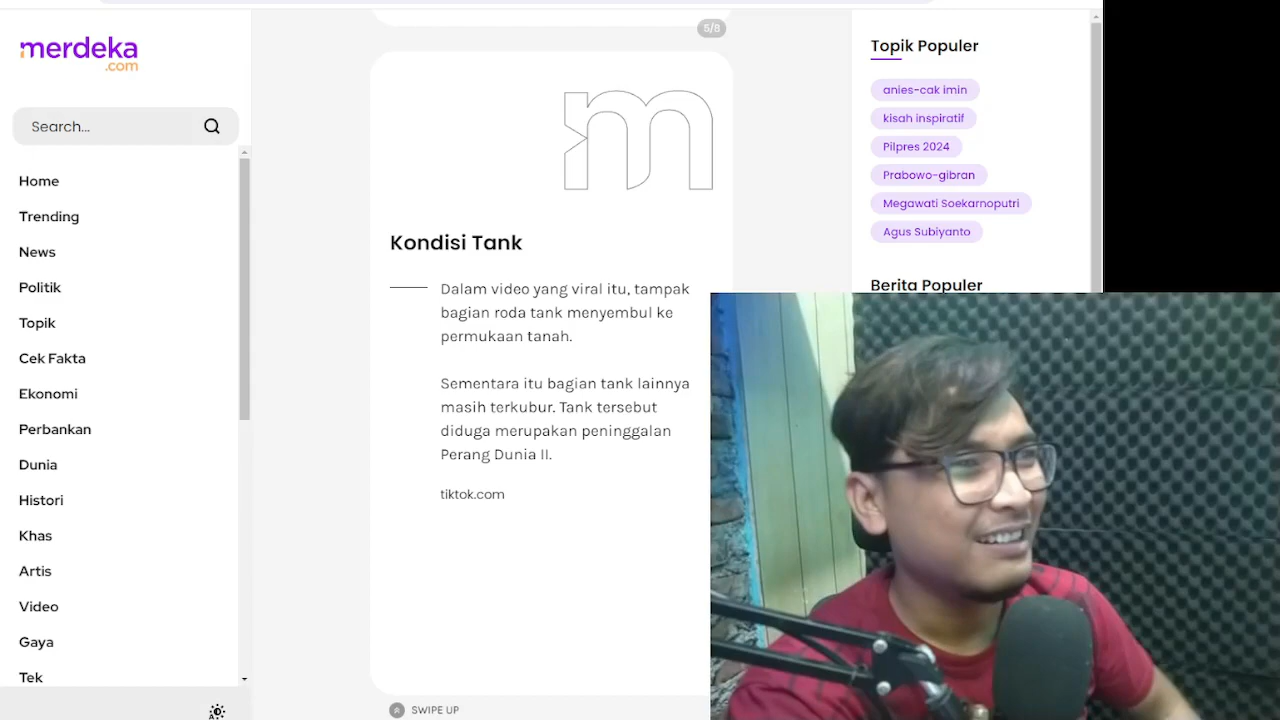 merdeka
.com
Search...
Home
Trending
News
Politik
Topik
Cek Fakta
Ekonomi
Perbankan
Dunia
Histori
Khas
Artis
Video
Gaya
Tek
5/8
Kondisi Tank
Dalam video yang viral itu, tampak
bagian roda tank menyembul ke
permukaan tanah.
Sementara itu bagian tank lainnya
masih terkubur. Tank tersebut
diduga merupakan peninggalan
Perang Dunia II.
tiktok.com
SWIPE UP
Topik Populer
anies-cak imin
kisah inspiratif
Pilpres 2024
Prabowo-gibran
Megawati Soekarnoputri
Agus Subiyanto
Berita Populer